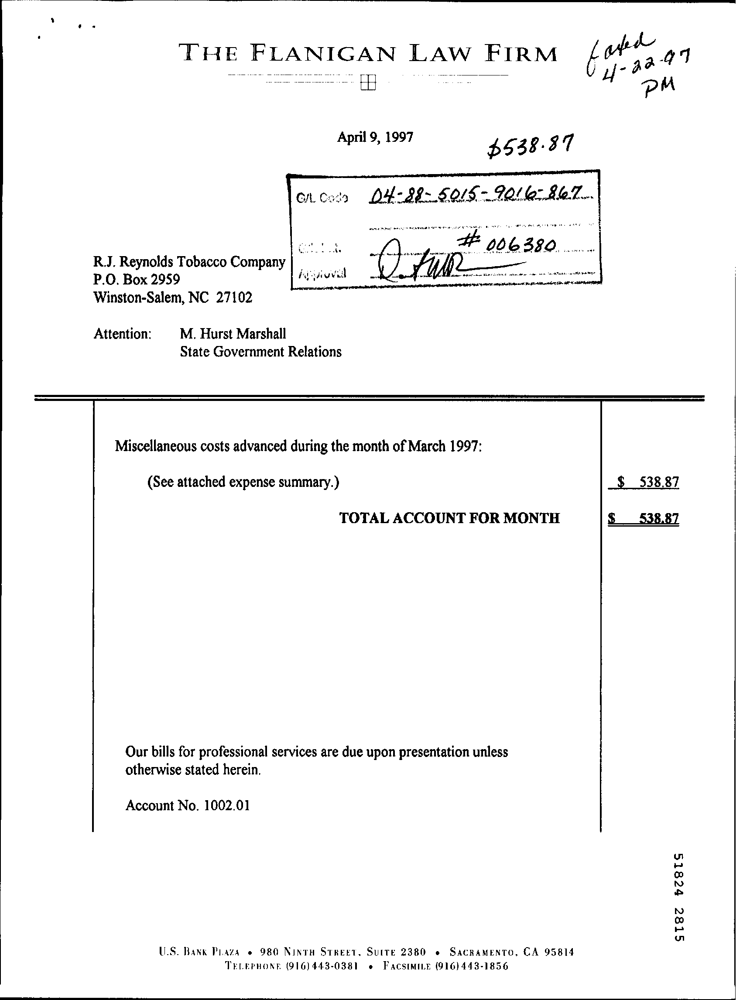 THE FLANIGAN LAW FIRM
faxed
4-22-97
PM
April 9, 1997
$538.87
G/L Code 04-88-5015-9016-867
# 006380
Approval
R.J. Reynolds Tobacco Company
P.O. Box 2959
Winston-Salem, NC 27102
Attention: M. Hurst Marshall
State Government Relations
Miscellaneous costs advanced during the month of March 1997:
(See attached expense summary.) $ 538.87
TOTAL ACCOUNT FOR MONTH $ 538.87
Our bills for professional services are due upon presentation unless
otherwise stated herein.
Account No. 1002.01
51824 2815
U.S. BANK PLAZA • 980 NINTH STREET, SUITE 2380 • SACRAMENTO, CA 95814
TELEPHONE (916) 443-0381 • FACSIMILE (916) 443-1856